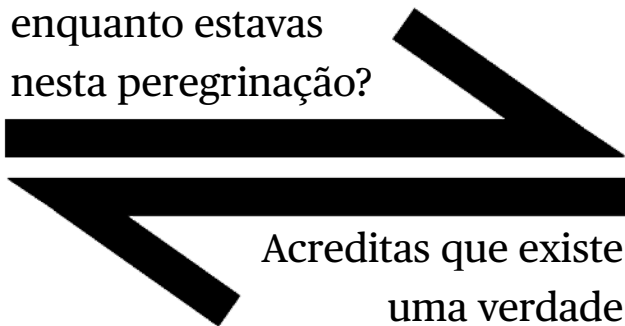 enquanto estavas
nesta peregrinação?
Acreditas que existe
uma verdade